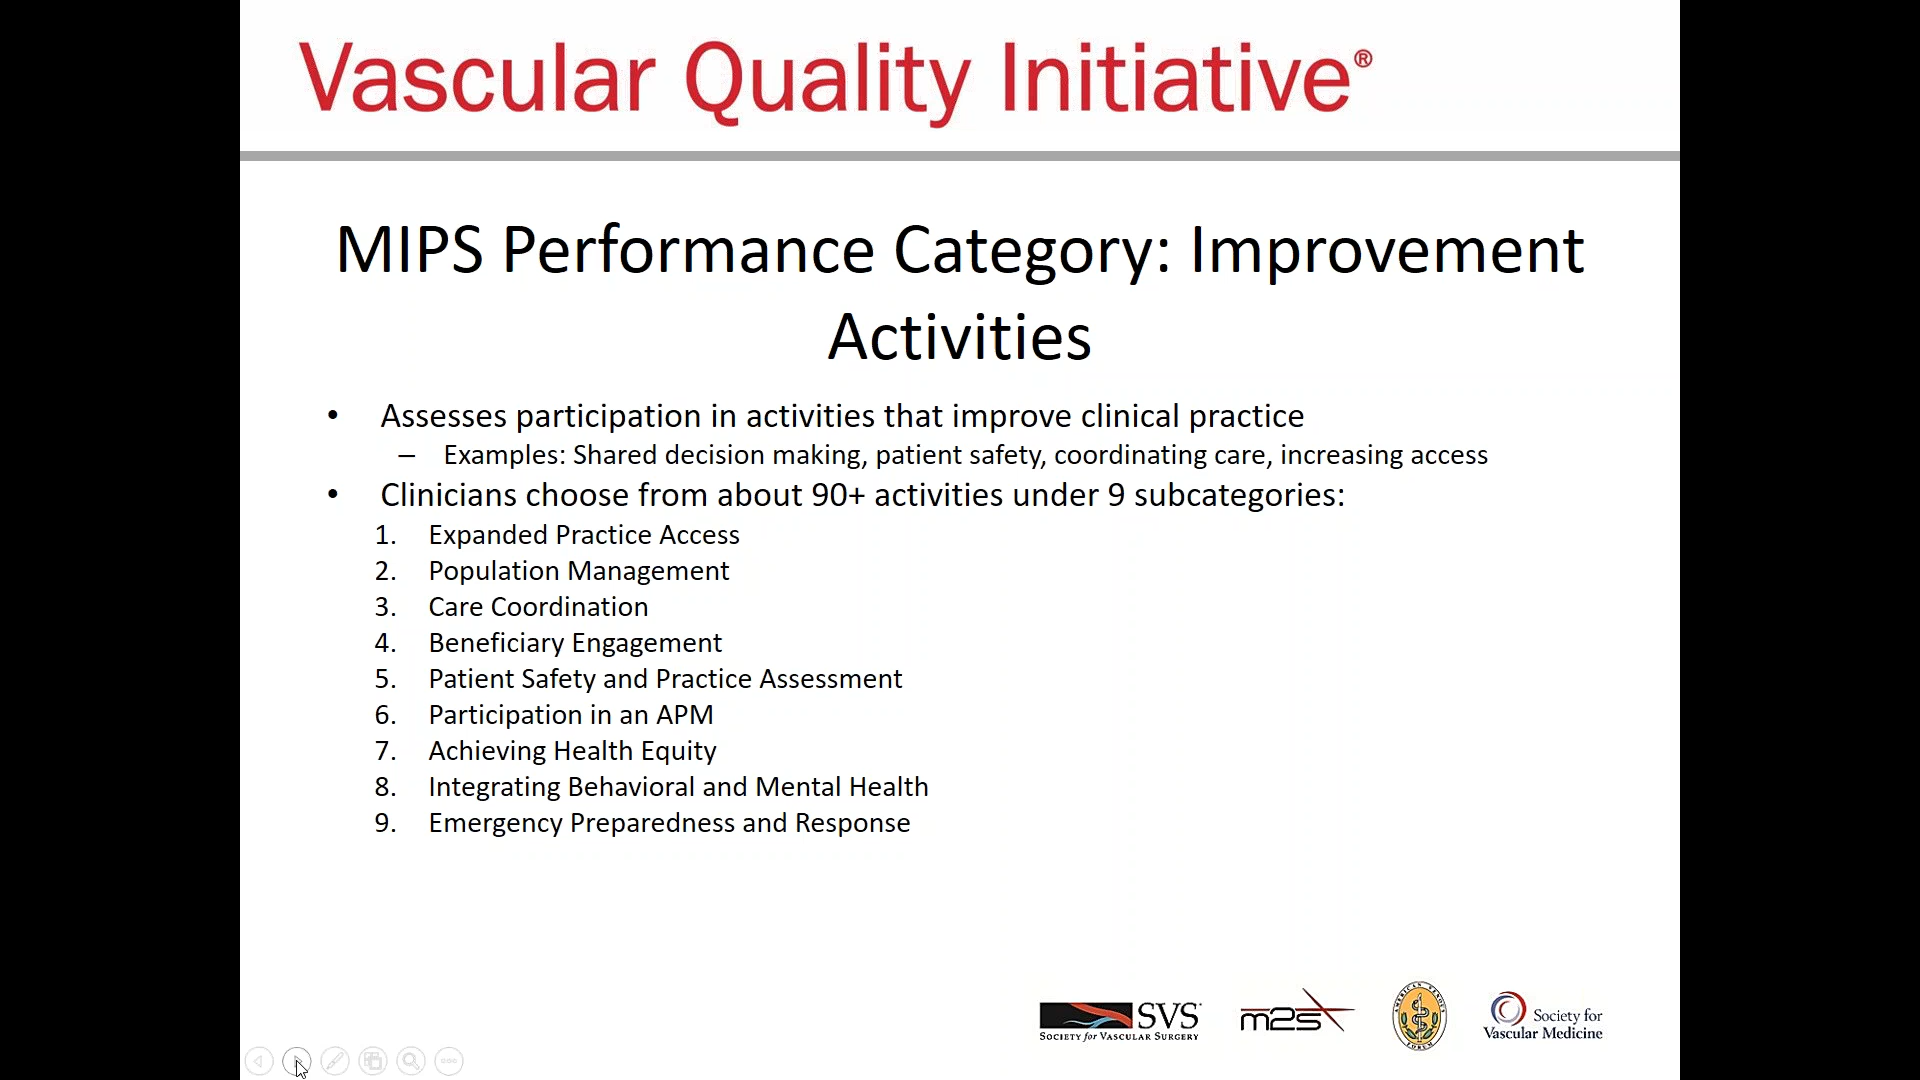 Vascular Quality Initiative®
MIPS Performance Category: Improvement
Activities
• Assesses participation in activities that improve clinical practice
– Examples: Shared decision making, patient safety, coordinating care, increasing access
• Clinicians choose from about 90+ activities under 9 subcategories:
1. Expanded Practice Access
2. Population Management
3. Care Coordination
4. Beneficiary Engagement
5. Patient Safety and Practice Assessment
6. Participation in an APM
7. Achieving Health Equity
8. Integrating Behavioral and Mental Health
9. Emergency Preparedness and Response
SVS
Society for Vascular Surgery
m2s
American Venous
Forum
Society for
Vascular Medicine